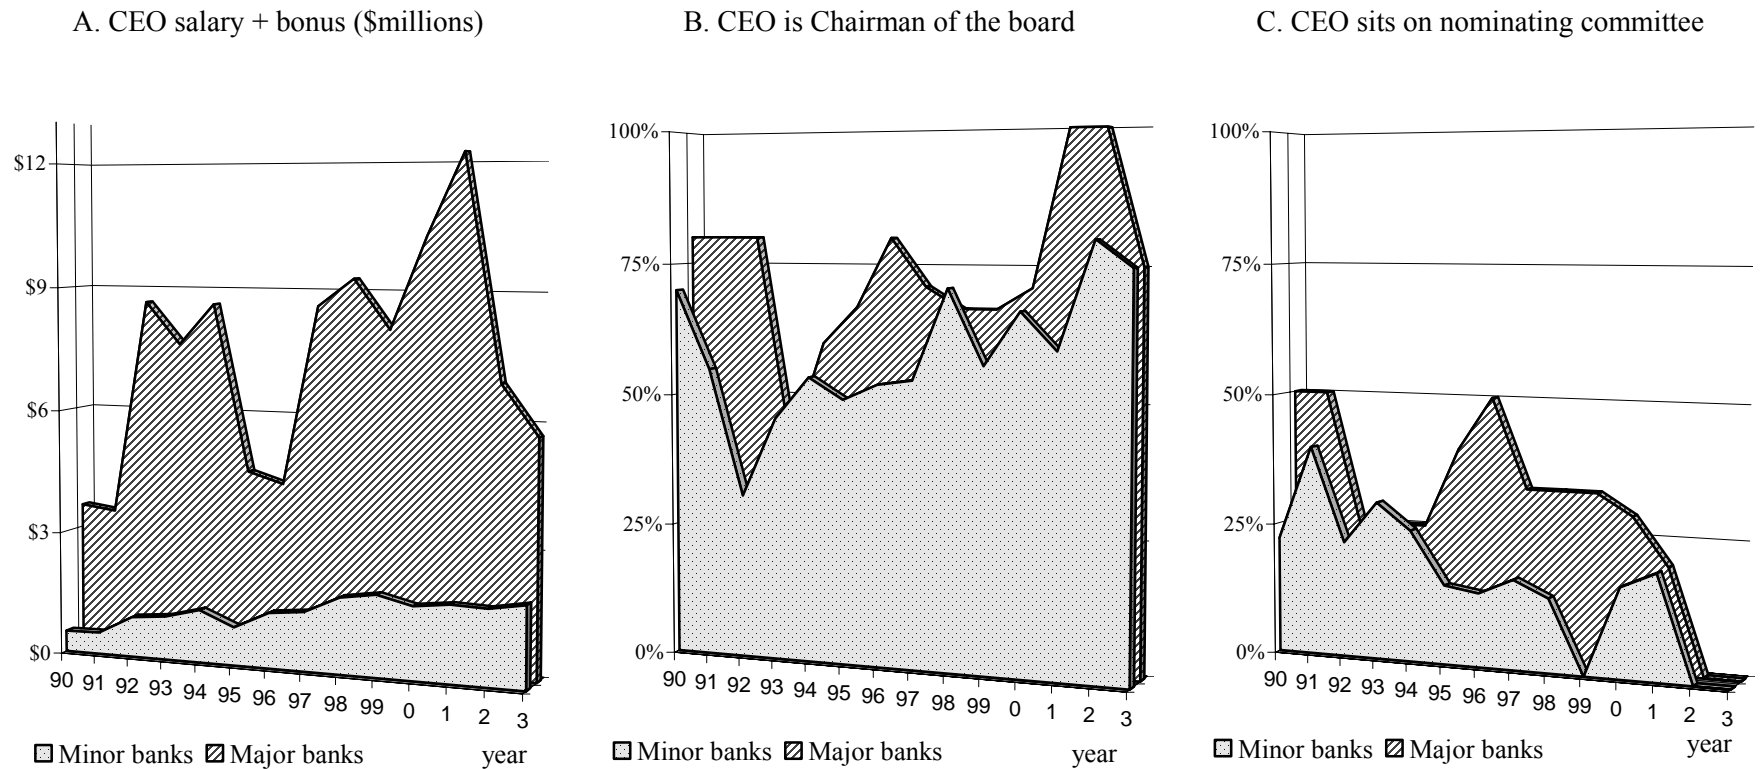 A. CEO salary + bonus ($millions)
$12
$9
$6
$3
$0
90 91 92 93 94 95 96 97 98 99 0 1 2 3
Minor banks Major banks year
B. CEO is Chairman of the board
100%
75%
50%
25%
0%
90 91 92 93 94 95 96 97 98 99 0 1 2 3
Minor banks Major banks year
C. CEO sits on nominating committee
100%
75%
50%
25%
0%
90 91 92 93 94 95 96 97 98 99 0 1 2 3
Minor banks Major banks year